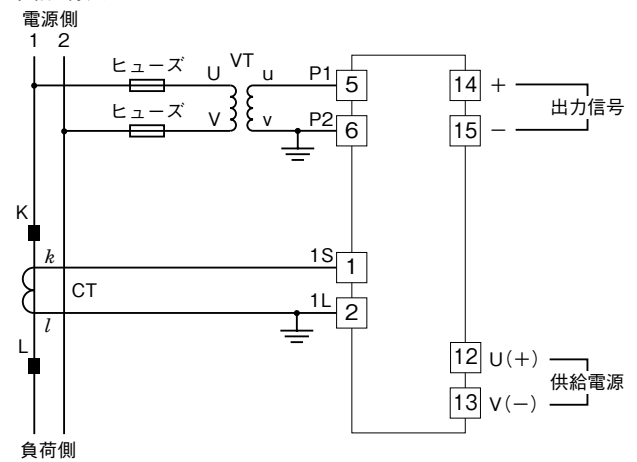 電源側
1 2
ヒューズ U VT u P1 5 14 +
出力信号
ヒューズ V v P2 6 15 −
K
k 1S 1
CT
l 1L 2
L
12 U(+)
供給電源
13 V(−)
負荷側